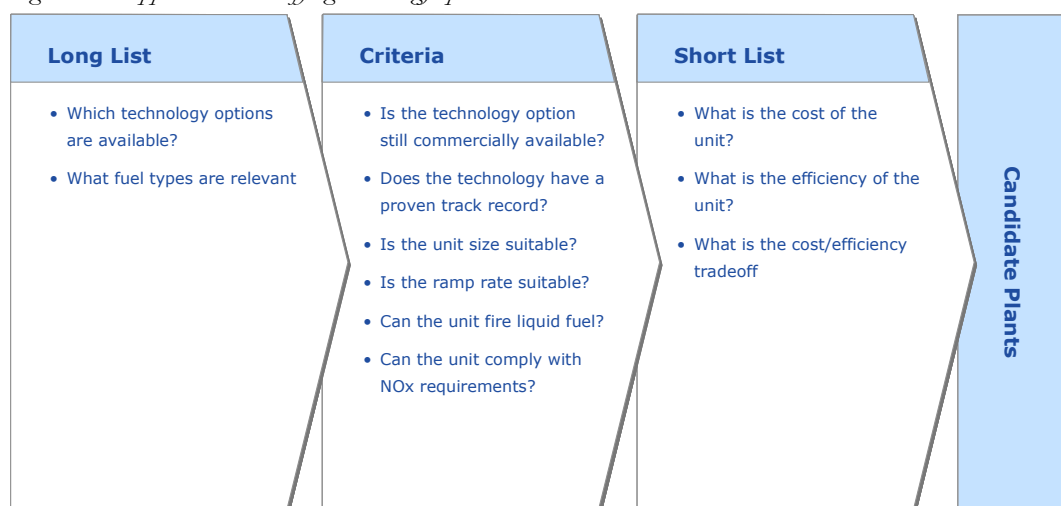 Long List
• Which technology options
are available?
• What fuel types are relevant
Criteria
• Is the technology option
still commercially available?
• Does the technology have a
proven track record?
• Is the unit size suitable?
• Is the ramp rate suitable?
• Can the unit fire liquid fuel?
• Can the unit comply with
NOx requirements?
Short List
• What is the cost of the
unit?
• What is the efficiency of the
unit?
• What is the cost/efficiency
tradeoff
Candidate Plants